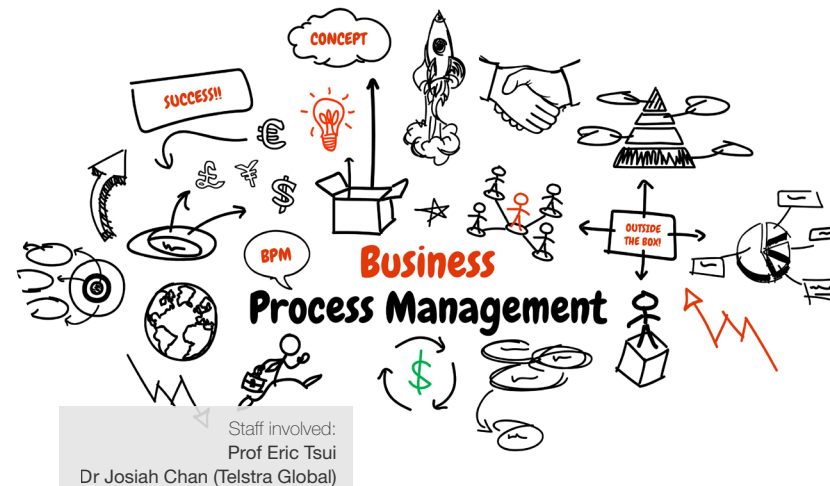 CONCEPT
SUCCESS!!
€
£ ¥ $
OUTSIDE
THE BOX!
BPM
Business
Process Management
$
Staff involved:
Prof Eric Tsui
Dr Josiah Chan (Telstra Global)